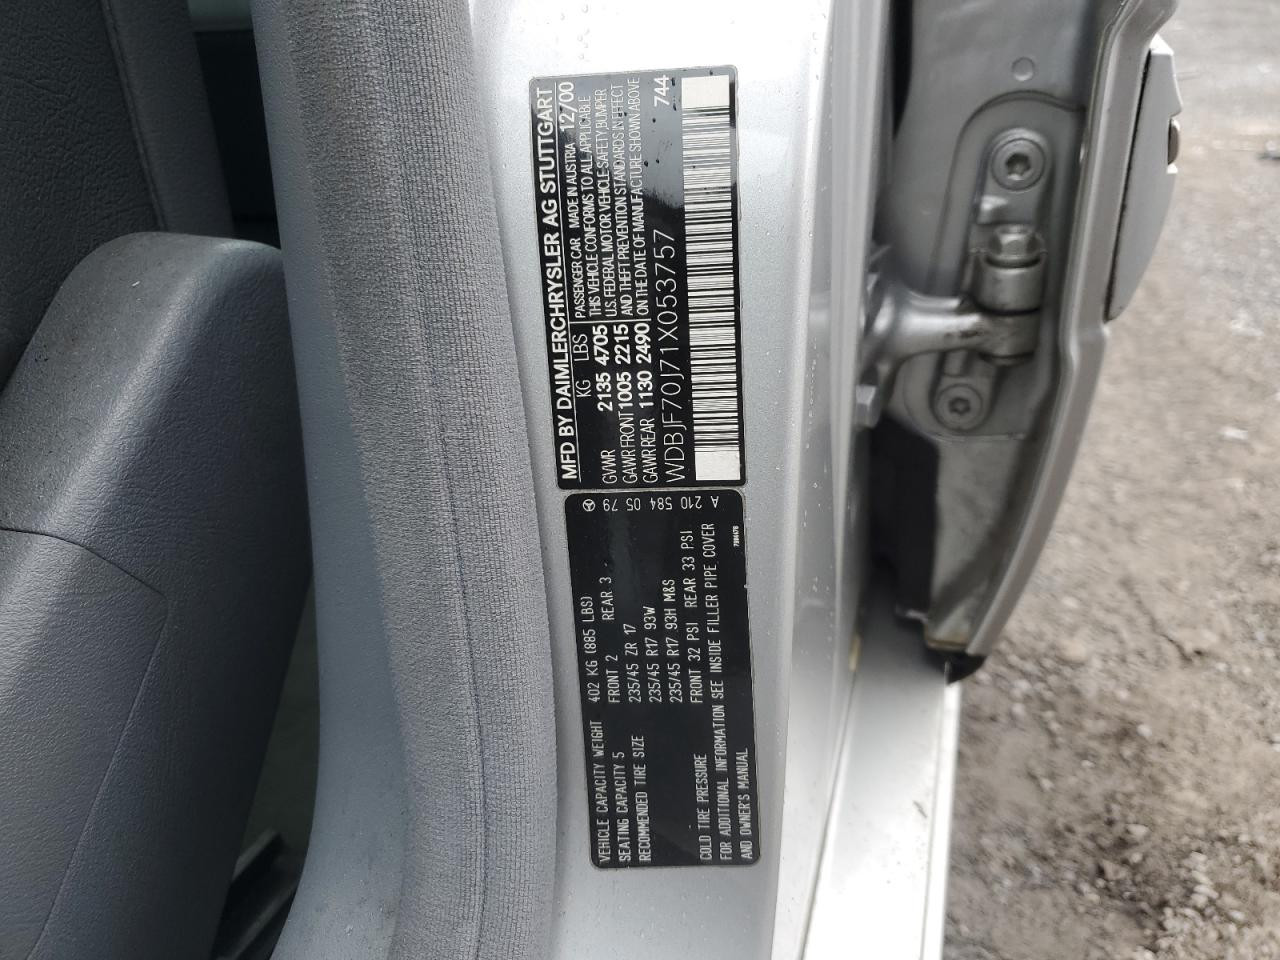 MFD BY DAIMLERCHRYSLER AG STUTTGART
PASSENGER CAR MADE IN AUSTRIA 12/00
KG LBS
THIS VEHICLE CONFORMS TO ALL APPLICABLE
GVWR 2135 4705 U.S. FEDERAL MOTOR VEHICLE-SAFETY, BUMPER
GAWR FRONT 1005 2215 AND THEFT PREVENTION STANDARDS IN EFFECT
GAWR REAR 1130 2490 ON THE DATE OF MANUFACTURE SHOWN ABOVE
WDBJF70J71X053757 744
A 210 584 05 79
VEHICLE CAPACITY WEIGHT 402 KG (885 LBS)
SEATING CAPACITY 5 FRONT 2 REAR 3
RECOMMENDED TIRE SIZE 235/45 ZR 17
235/45 R17 93W
235/45 R17 93H M&S
COLD TIRE PRESSURE FRONT 32 PSI REAR 33 PSI
FOR ADDITIONAL INFORMATION SEE INSIDE FILLER PIPE COVER
AND OWNER'S MANUAL